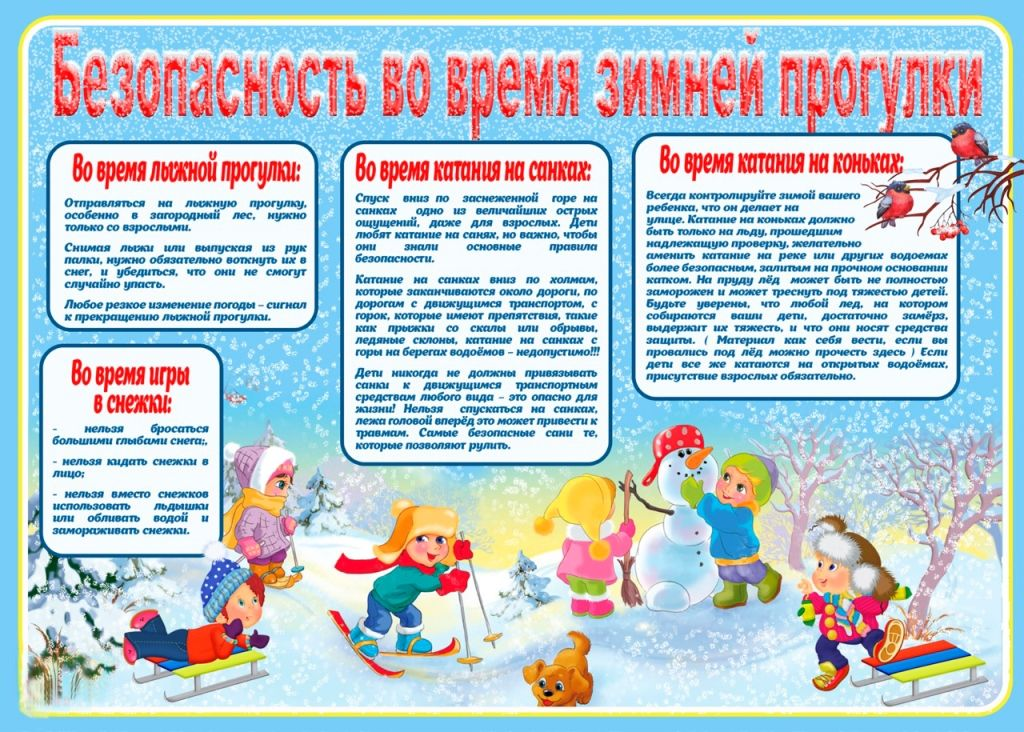 Безопасность во время зимней прогулки
Во время лыжной прогулки:
Отправляться на лыжную прогулку,
особенно в загородный лес, нужно
только со взрослыми.
Снимая лыжи или выпуская из рук
палки, нужно обязательно воткнуть их в
снег, и убедиться, что они не смогут
случайно упасть.
Любое резкое изменение погоды – сигнал
к прекращению лыжной прогулки.
Во время игры
в снежки:
- нельзя бросаться
большими глыбами снега;,
- нельзя кидать снежки в
лицо;
- нельзя вместо снежков
использовать льдышки
или обливать водой и
замораживать снежки.
Во время катания на санках:
Спуск вниз по заснеженной горе на
санках одно из величайших острых
ощущений, даже для взрослых. Дети
любят катание на санях, но важно, чтобы
они знали основные правила
безопасности.
Катание на санках вниз по холмам,
которые заканчиваются около дороги, по
дорогам с движущимся транспортом, с
горок, которые имеют препятствия, такие
как прыжки со скалы или обрывы,
ледяные склоны, катание на санках с
горы на берегах водоёмов – недопустимо!!!
Дети никогда не должны привязывать
санки к движущимся транспортным
средствам любого вида – это опасно для
жизни! Нельзя спускаться на санках,
лежа головой вперёд это может привести к
травмам. Самые безопасные сани те,
которые позволяют рулить.
Во время катания на коньках:
Всегда контролируйте зимой вашего
ребенка, что он делает на
улице. Катание на коньках должно
быть только на льду, прошедшим
надлежащую проверку, желательно
аменить катание на реке или других водоемах
более безопасным, залитым на прочном основании
катком. На пруду лёд может быть не полностью
заморожен и может треснуть под тяжестью детей.
Будьте уверены, что любой лед, на котором
собираются ваши дети, достаточно замёрз,
выдержит их тяжесть, и что они носят средства
защиты. ( Материал как себя вести, если вы
провались под лёд можно прочесть здесь ) Если
дети все же катаются на открытых водоёмах,
присутствие взрослых обязательно.